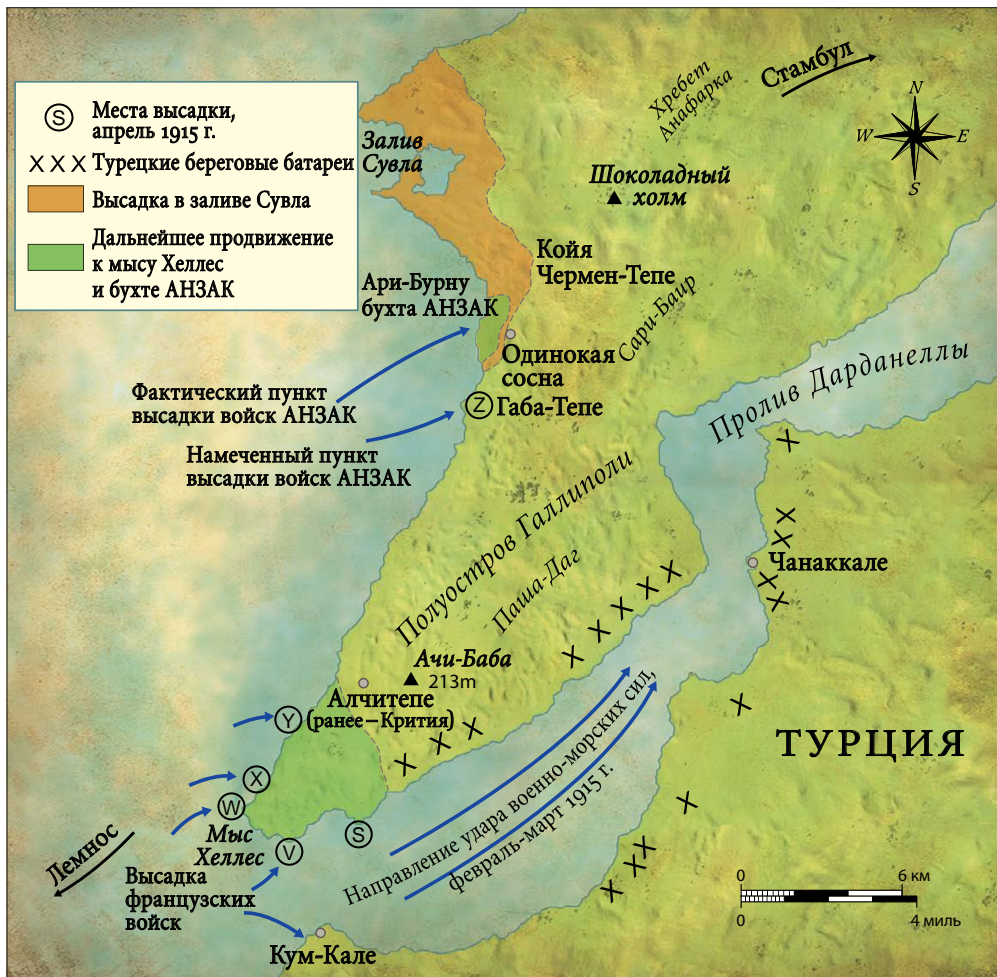 Ⓢ Места высадки,
апрель 1915 г.
X X X Турецкие береговые батареи
Высадка в заливе Сувла
Дальнейшее продвижение
к мысу Хеллес
и бухте АНЗАК
Хребет
Анафарка
Стамбул
N
W E
S
Залив
Сувла
Шоколадный
холм
Койя
Чермен-Тепе
Ари-Бурну
бухта АНЗАК
Сари-Баир
Одинокая
сосна
Пролив Дарданеллы
Фактический пункт
высадки войск АНЗАК
Z Габа-Тепе
Намеченный пункт
высадки войск АНЗАК
Полуостров Галлиполи
Паша-Даг
Чанаккале
Ачи-Баба
213m
Алчитепе
(ранее–Крития)
Y
ТУРЦИЯ
X
W
Мыс
Хеллес
V
S
Лемнос
Направление удара военно-морских сил,
февраль-март 1915 г.
Высадка
французских
войск
Кум-Кале
0 6 км
0 4 миль